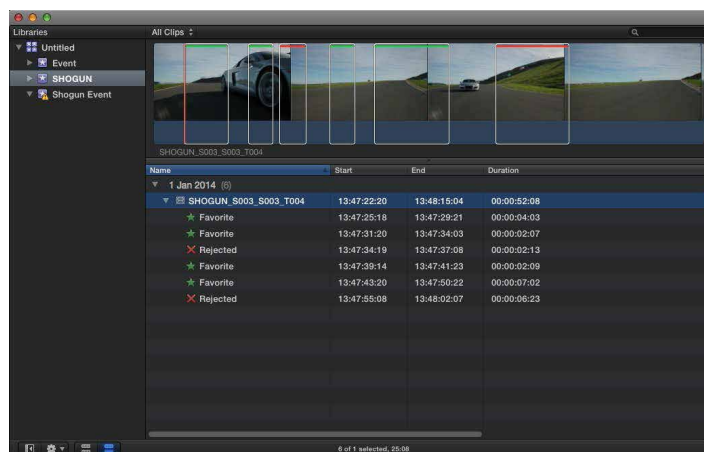 Libraries
All Clips
Untitled
Event
SHOGUN
Shogun Event
SHOGUN_S003_S003_T004
Name Start End Duration
1 Jan 2014 (6)
SHOGUN_S003_S003_T004 13:47:22:20 13:48:15:04 00:00:52:08
Favorite 13:47:25:18 13:47:29:21 00:00:04:03
Favorite 13:47:31:20 13:47:34:03 00:00:02:07
Rejected 13:47:34:19 13:47:37:08 00:00:02:13
Favorite 13:47:39:14 13:47:41:23 00:00:02:09
Favorite 13:47:43:20 13:47:50:22 00:00:07:02
Rejected 13:47:55:08 13:48:02:07 00:00:06:23
6 of 1 selected, 25:08